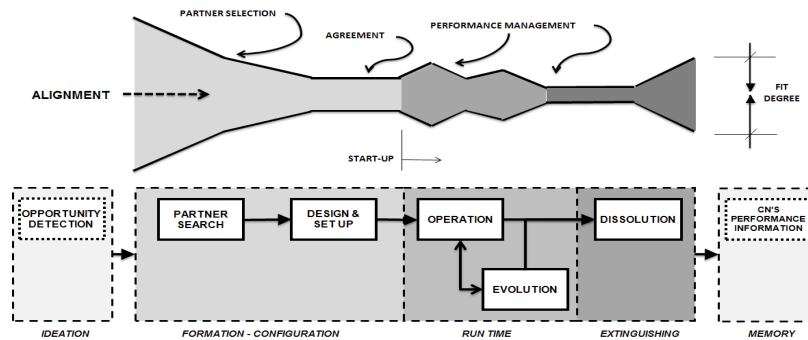 PARTNER SELECTION
AGREEMENT
PERFORMANCE MANAGEMENT
ALIGNMENT
FIT
DEGREE
START-UP
OPPORTUNITY
DETECTION
PARTNER
SEARCH
DESIGN &
SET UP
OPERATION
EVOLUTION
DISSOLUTION
CN'S
PERFORMANCE
INFORMATION
IDEATION
FORMATION - CONFIGURATION
RUN TIME
EXTINGUISHING
MEMORY